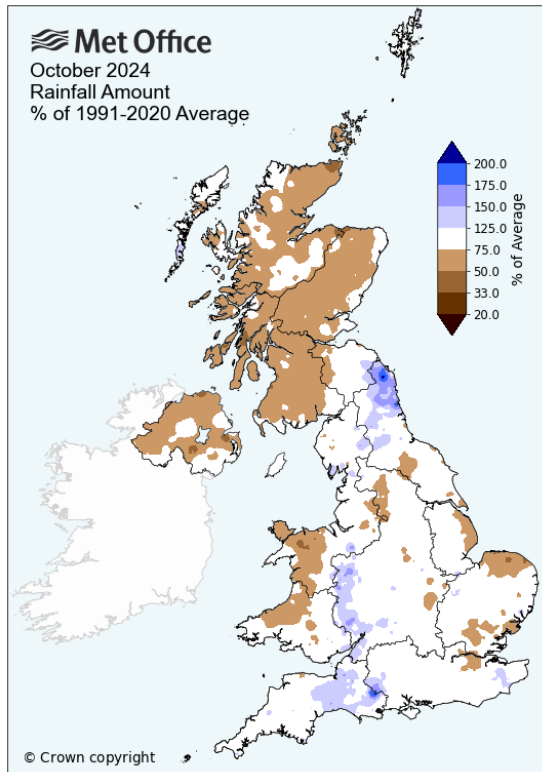 Met Office
October 2024
Rainfall Amount
% of 1991-2020 Average
200.0
175.0
150.0
125.0
75.0
50.0
33.0
20.0
% of Average
© Crown copyright